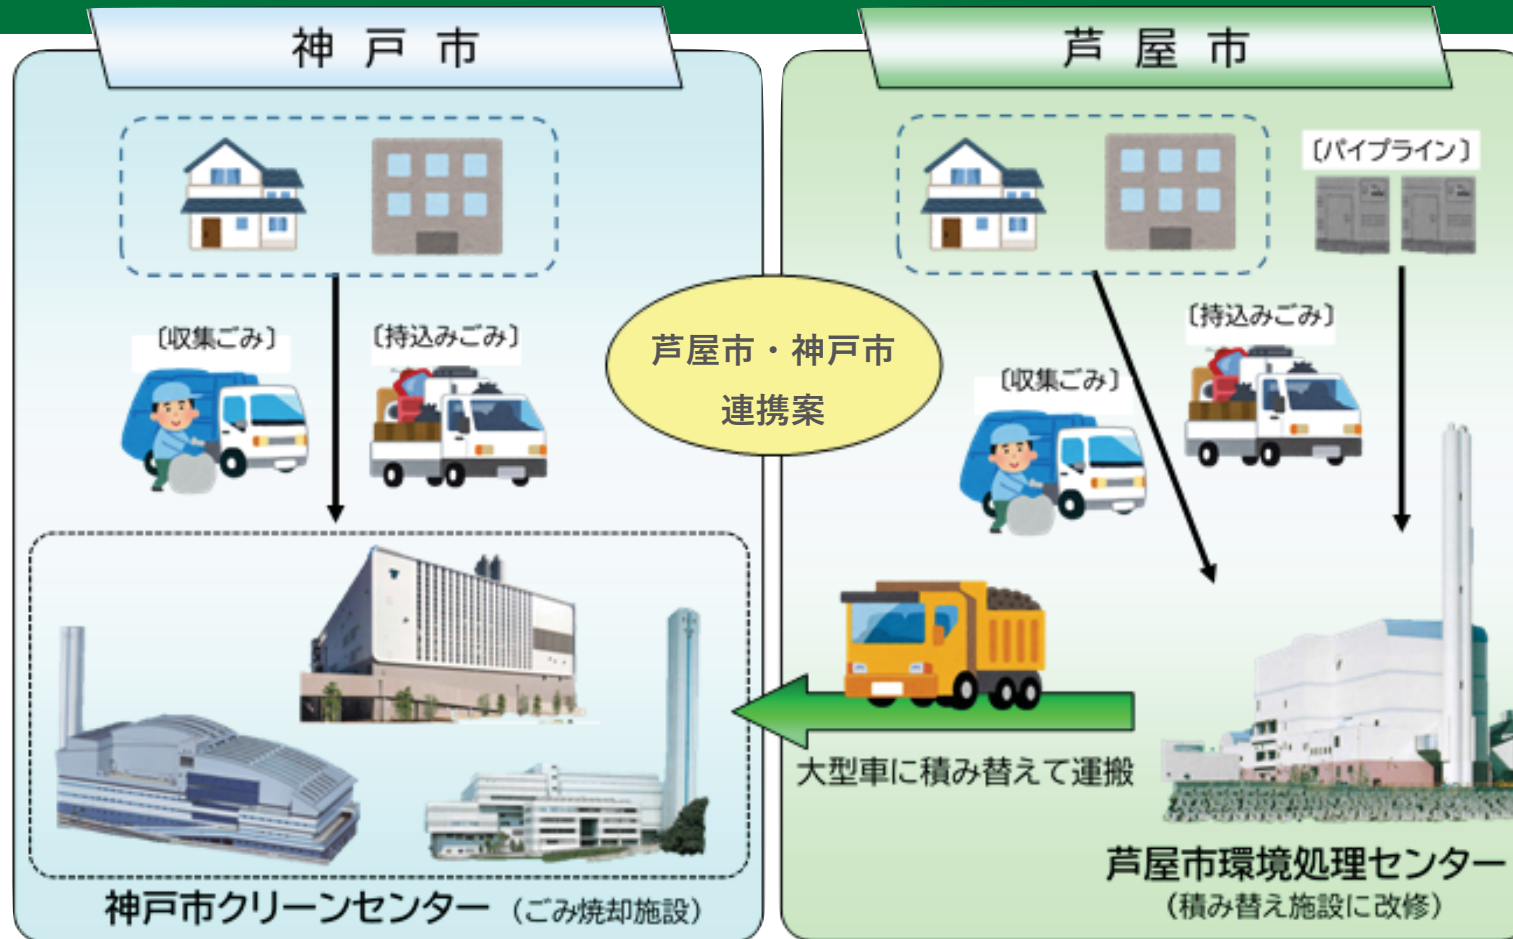 神戸市
芦屋市
〔パイプライン〕
〔収集ごみ〕
〔持込みごみ〕
芦屋市・神戸市
連携案
〔収集ごみ〕
〔持込みごみ〕
大型車に積み替えて運搬
神戸市クリーンセンター（ごみ焼却施設）
芦屋市環境処理センター
（積み替え施設に改修）